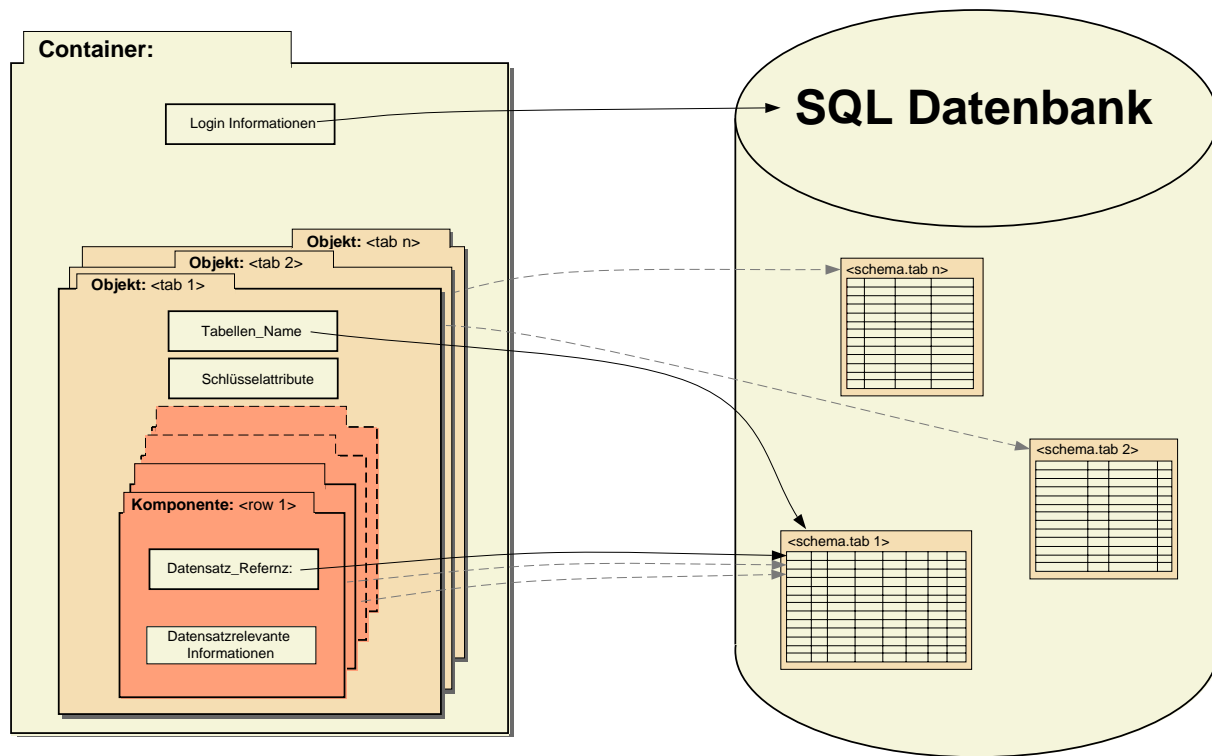 Container:
SQL Datenbank
Login Informationen
Objekt: <tab n>
Objekt: <tab 2>
Objekt: <tab 1>
<schema.tab n>
Tabellen_Name
Schlüsselattribute
<schema.tab 2>
Komponente: <row 1>
<schema.tab 1>
Datensatz_Refernz:
Datensatzrelevante
Informationen